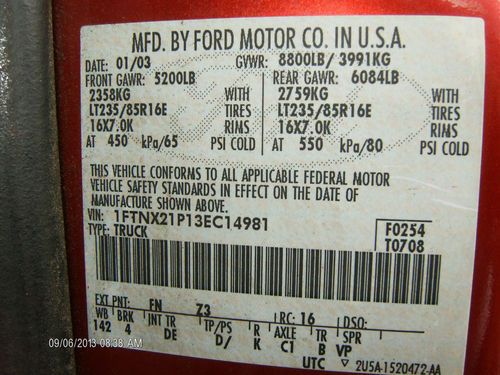 MFD. BY FORD MOTOR CO. IN U.S.A.
DATE: 01/03 GVWR: 8800LB/ 3991KG
FRONT GAWR: 5200LB REAR GAWR: 6084LB
2358KG WITH 2759KG WITH
LT235/85R16E TIRES LT235/85R16E TIRES
16X7.0K RIMS 16X7.0K RIMS
AT 450 kPa/65 PSI COLD AT 550 kPa/80 PSI COLD
THIS VEHICLE CONFORMS TO ALL APPLICABLE FEDERAL MOTOR
VEHICLE SAFETY STANDARDS IN EFFECT ON THE DATE OF
MANUFACTURE SHOWN ABOVE.
VIN: 1FTNX21P13EC14981 F0254
TYPE: TRUCK T0708
EXT PNT: FN Z3 RC: 16 DSO:
WB BRK INT TR TP/PS R AXLE TR SPR
142 4 DE D/ K C1 B VP
UTC 2U5A-1520472-AA
09/06/2013 08:38 AM